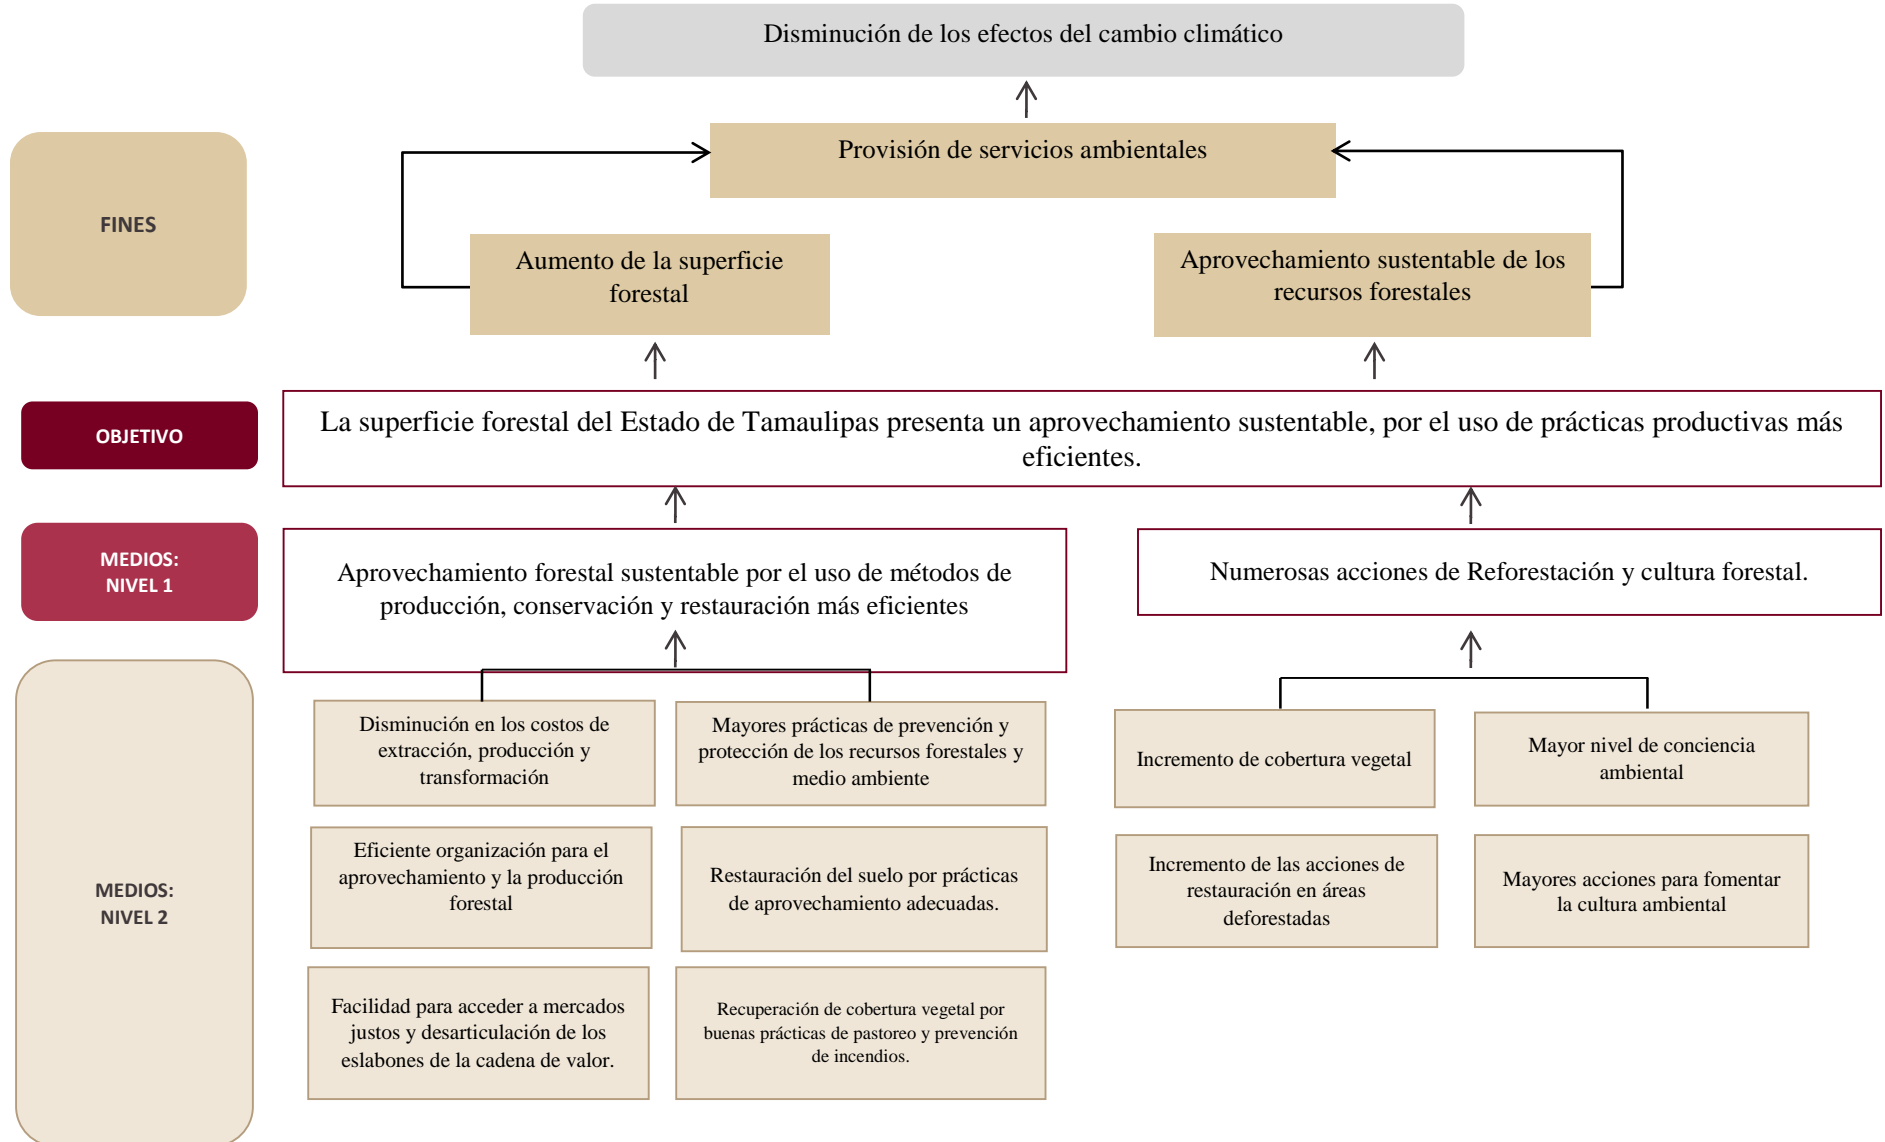 Disminución de los efectos del cambio climático
FINES
Provisión de servicios ambientales
Aumento de la superficie
forestal
Aprovechamiento sustentable de los
recursos forestales
OBJETIVO
La superficie forestal del Estado de Tamaulipas presenta un aprovechamiento sustentable, por el uso de prácticas productivas más
eficientes.
MEDIOS:
NIVEL 1
Aprovechamiento forestal sustentable por el uso de métodos de
producción, conservación y restauración más eficientes
Numerosas acciones de Reforestación y cultura forestal.
MEDIOS:
NIVEL 2
Disminución en los costos de
extracción, producción y
transformación
Mayores prácticas de prevención y
protección de los recursos forestales y
medio ambiente
Incremento de cobertura vegetal
Mayor nivel de conciencia
ambiental
Eficiente organización para el
aprovechamiento y la producción
forestal
Restauración del suelo por prácticas
de aprovechamiento adecuadas.
Incremento de las acciones de
restauración en áreas
deforestadas
Mayores acciones para fomentar
la cultura ambiental
Facilidad para acceder a mercados
justos y desarticulación de los
eslabones de la cadena de valor.
Recuperación de cobertura vegetal por
buenas prácticas de pastoreo y prevención
de incendios.